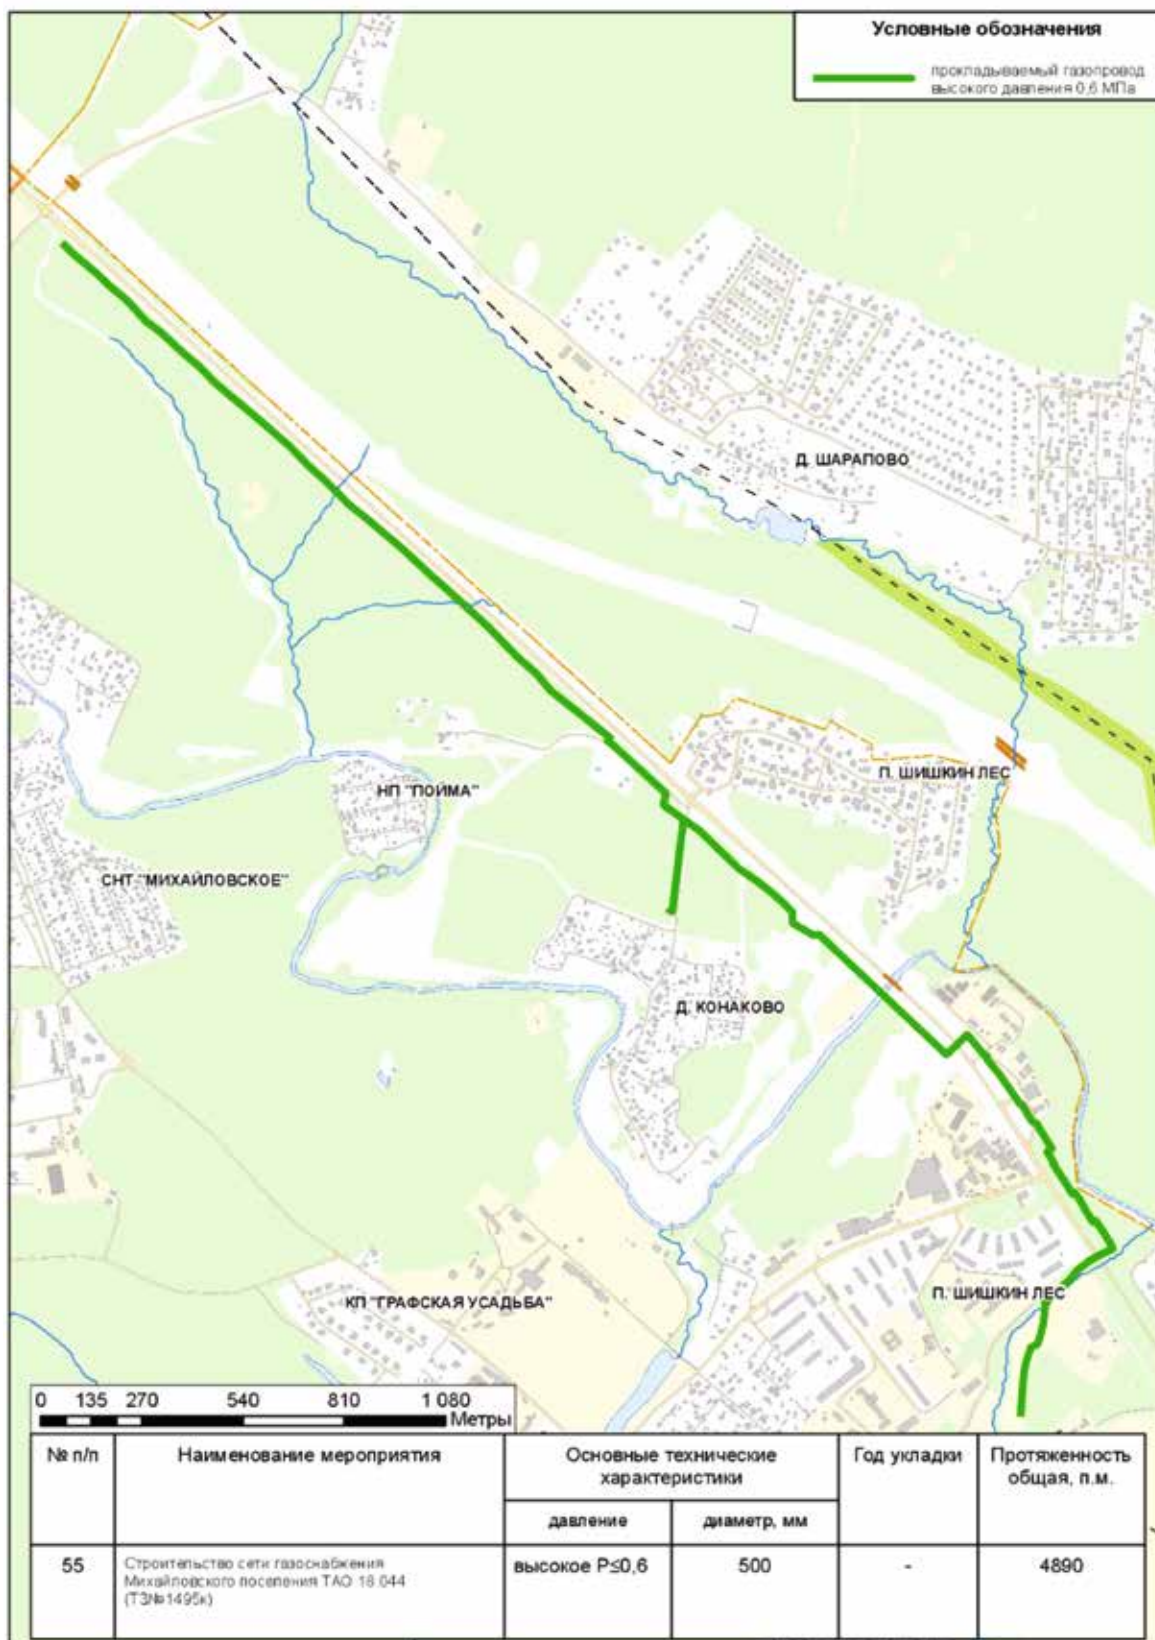 Условные обозначения
прокладываемый газопровод
высокого давления 0,6 МПа
Д. ШАРАПОВО
П. ШИШКИН ЛЕС
НП "ПОЙМА"
СНТ "МИХАЙЛОВСКОЕ"
Д. КОНАКОВО
П. ШИШКИН ЛЕС
КП "ГРАФСКАЯ УСАДЬБА"
0 135 270 540 810 1 080
Метры
№ п/п
Наименование мероприятия
Основные технические
характеристики
Год укладки
Протяженность
общая, п.м.
давление
диаметр, мм
55
Строительство сети газоснабжения
Михайловского поселения ТАО 18.044
(ТЗ№1495к)
высокое P≤0,6
500
-
4890